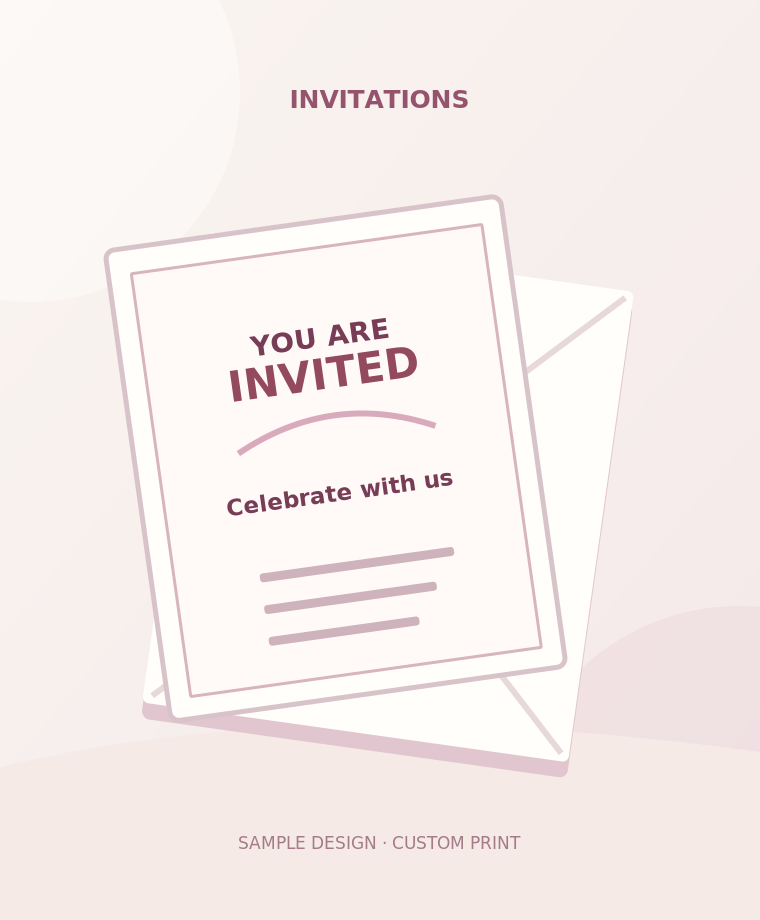 INVITATIONS
YOU ARE
INVITED
Celebrate with us
SAMPLE DESIGN · CUSTOM PRINT